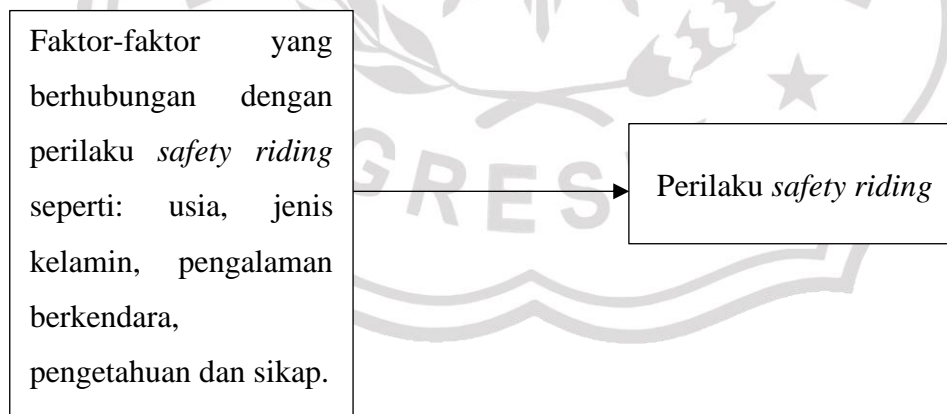 Faktor-faktor yang
berhubungan dengan
perilaku safety riding
seperti: usia, jenis
kelamin, pengalaman
berkendara,
pengetahuan dan sikap.
Perilaku safety riding
GRES